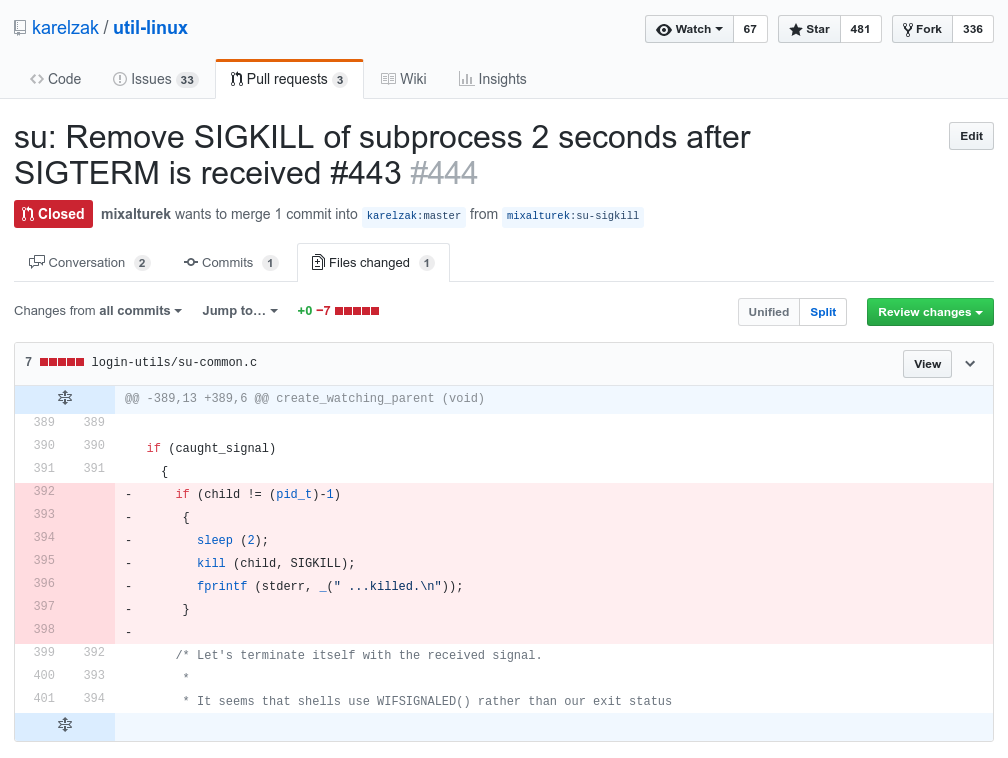 karelzak / util-linux Watch 67 Star 481 Fork 336
Code Issues 33 Pull requests 3 Wiki Insights
su: Remove SIGKILL of subprocess 2 seconds after Edit
SIGTERM is received #443 #444
Closed mixalturek wants to merge 1 commit into karelzak:master from mixalturek:su-sigkill
Conversation 2 Commits 1 Files changed 1
Changes from all commits Jump to… +0 −7 Unified Split Review changes
7 login-utils/su-common.c View
@@ -389,13 +389,6 @@ create_watching_parent (void)
389 389
390 390 if (caught_signal)
391 391 {
392 - if (child != (pid_t)-1)
393 - {
394 - sleep (2);
395 - kill (child, SIGKILL);
396 - fprintf (stderr, _(" ...killed.\n"));
397 - }
398 -
399 392 /* Let's terminate itself with the received signal.
400 393 *
401 394 * It seems that shells use WIFSIGNALED() rather than our exit status